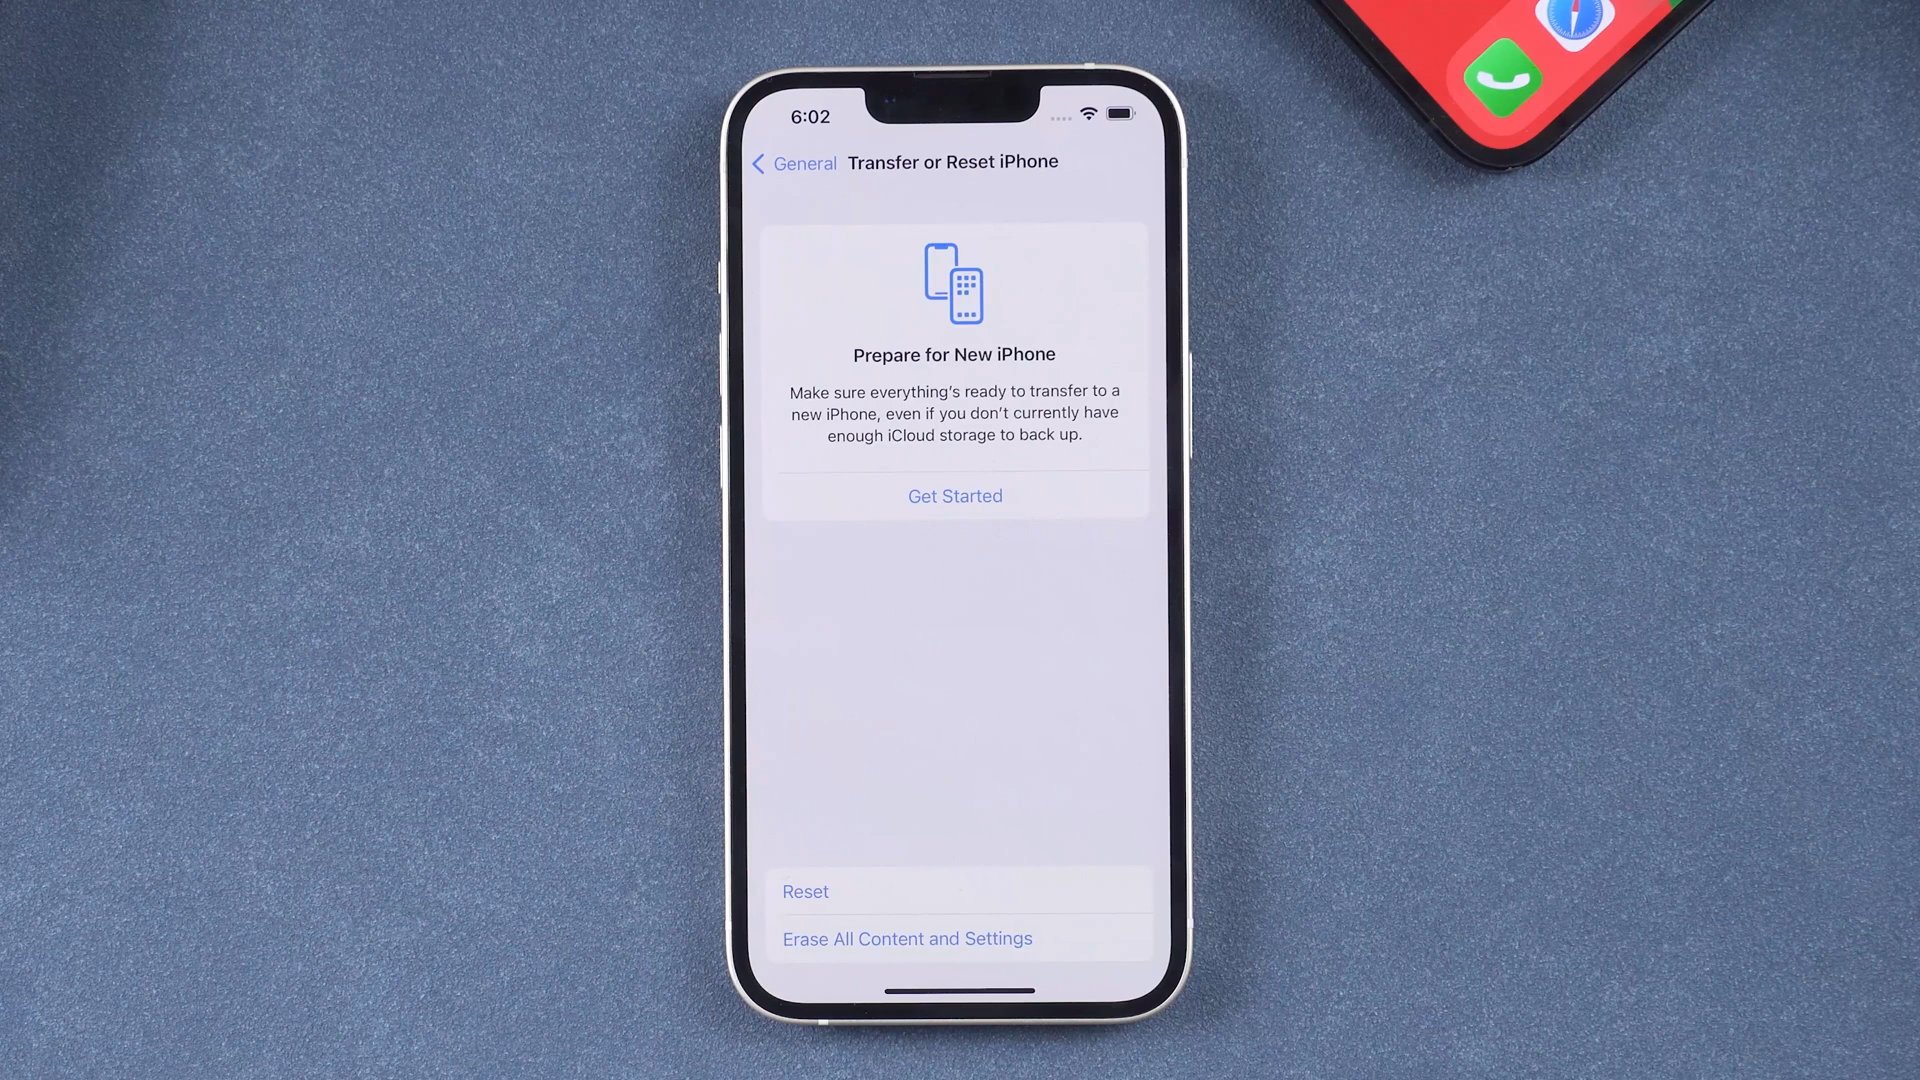 6:02
General Transfer or Reset iPhone
Prepare for New iPhone
Make sure everything's ready to transfer to a
new iPhone, even if you don't currently have
enough iCloud storage to back up.
Get Started
Reset
Erase All Content and Settings